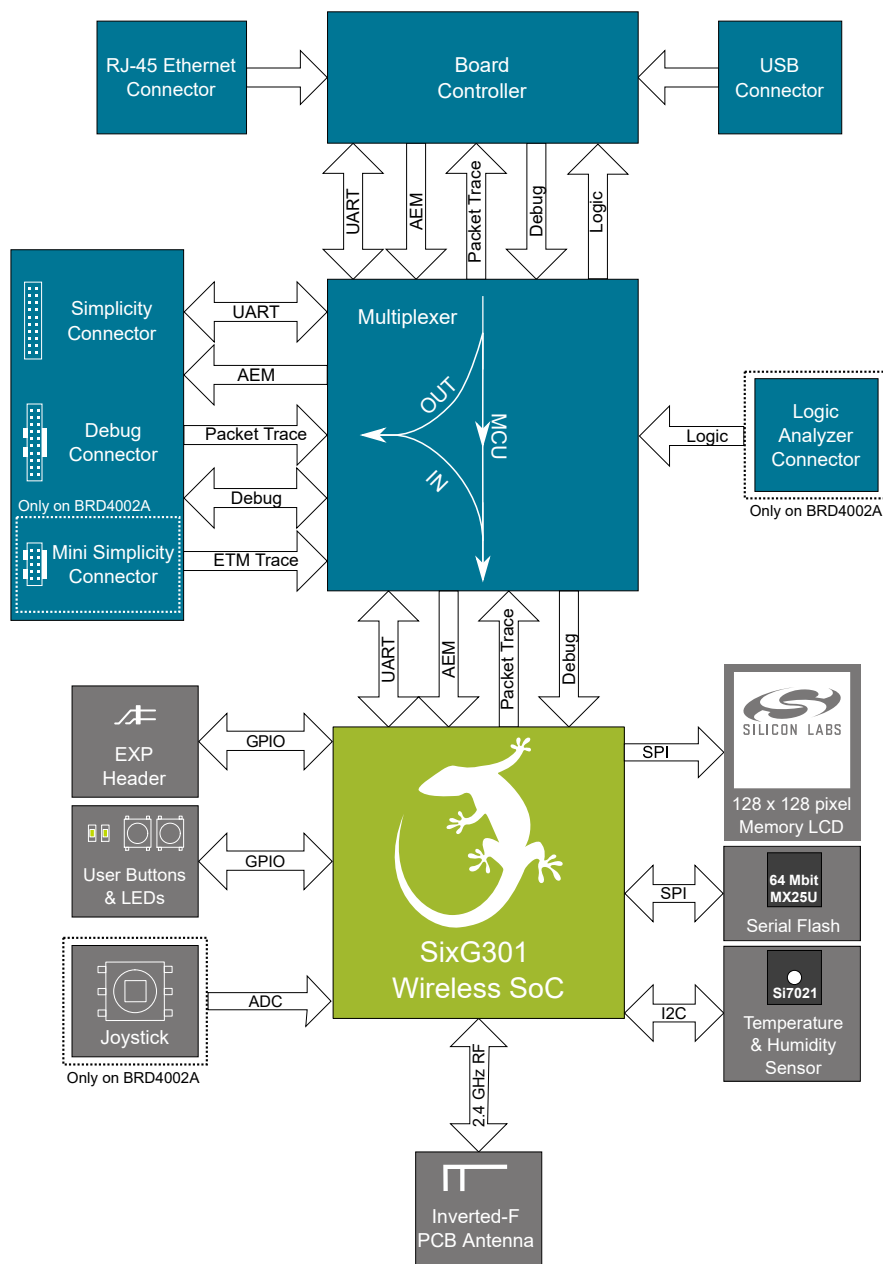 RJ-45 Ethernet
Connector
Board
Controller
USB
Connector
UART
AEM
Packet Trace
Debug
Logic
Simplicity
Connector
Debug
Connector
Only on BRD4002A
Mini Simplicity
Connector
UART
AEM
Packet Trace
Debug
ETM Trace
Multiplexer
OUT
IN
MCU
Logic
Logic
Analyzer
Connector
Only on BRD4002A
UART
AEM
Packet Trace
Debug
EXP
Header
GPIO
User Buttons
& LEDs
GPIO
Joystick
Only on BRD4002A
ADC
SixG301
Wireless SoC
SPI
SILICON LABS
128 x 128 pixel
Memory LCD
SPI
64 Mbit
MX25U
Serial Flash
I2C
Si7021
Temperature
& Humidity
Sensor
2.4 GHz RF
Inverted-F
PCB Antenna